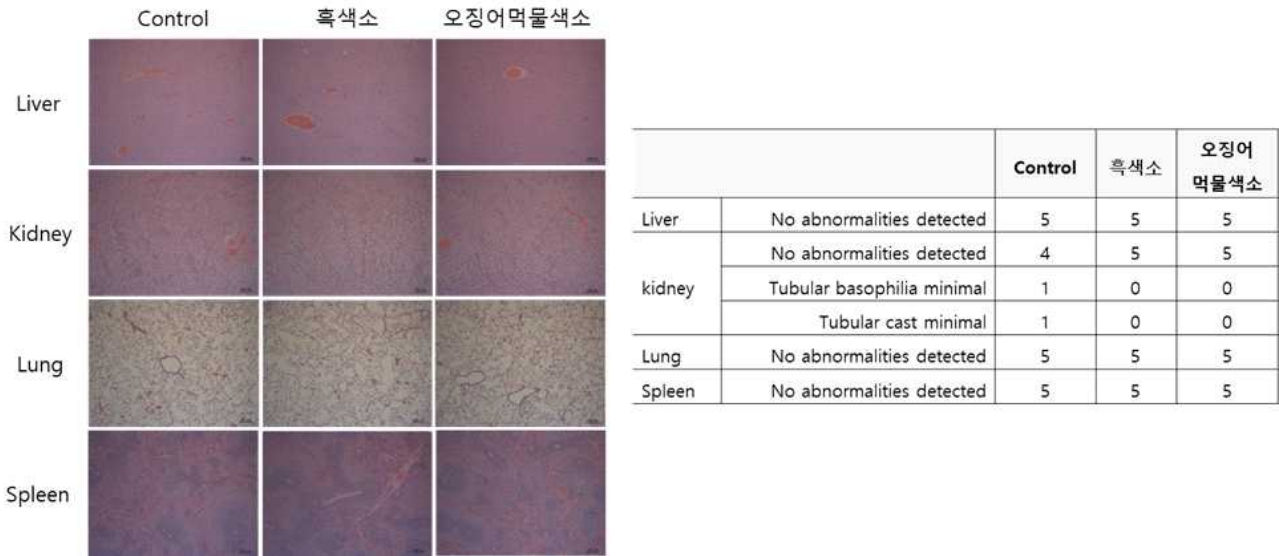 Control 흑색소 오징어먹물색소
Liver
Kidney
Lung
Spleen
Control 흑색소 오징어
먹물색소
Liver No abnormalities detected 5 5 5
kidney No abnormalities detected 4 5 5
Tubular basophilia minimal 1 0 0
Tubular cast minimal 1 0 0
Lung No abnormalities detected 5 5 5
Spleen No abnormalities detected 5 5 5